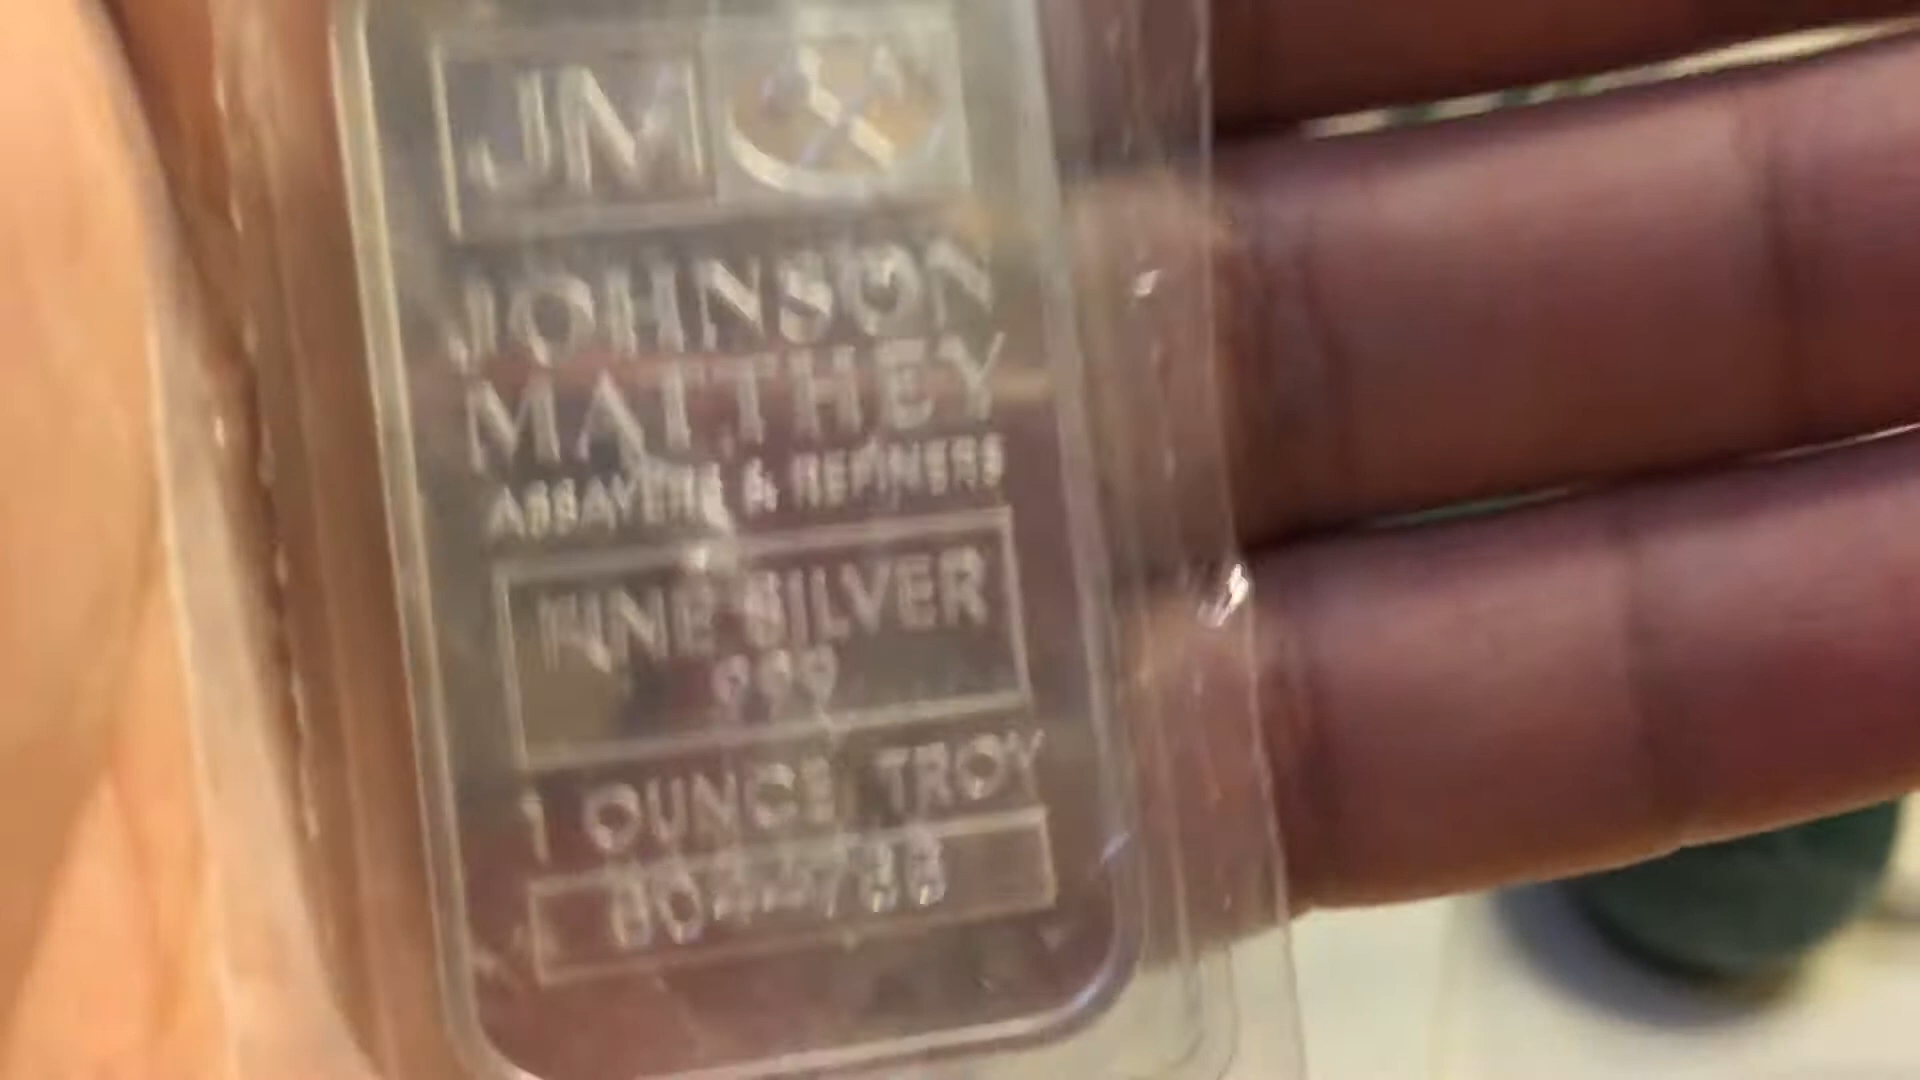 JM
JOHNSON
MATTHEY
ASSAYERS & REFINERS
FINE SILVER
999
1 OUNCE TROY